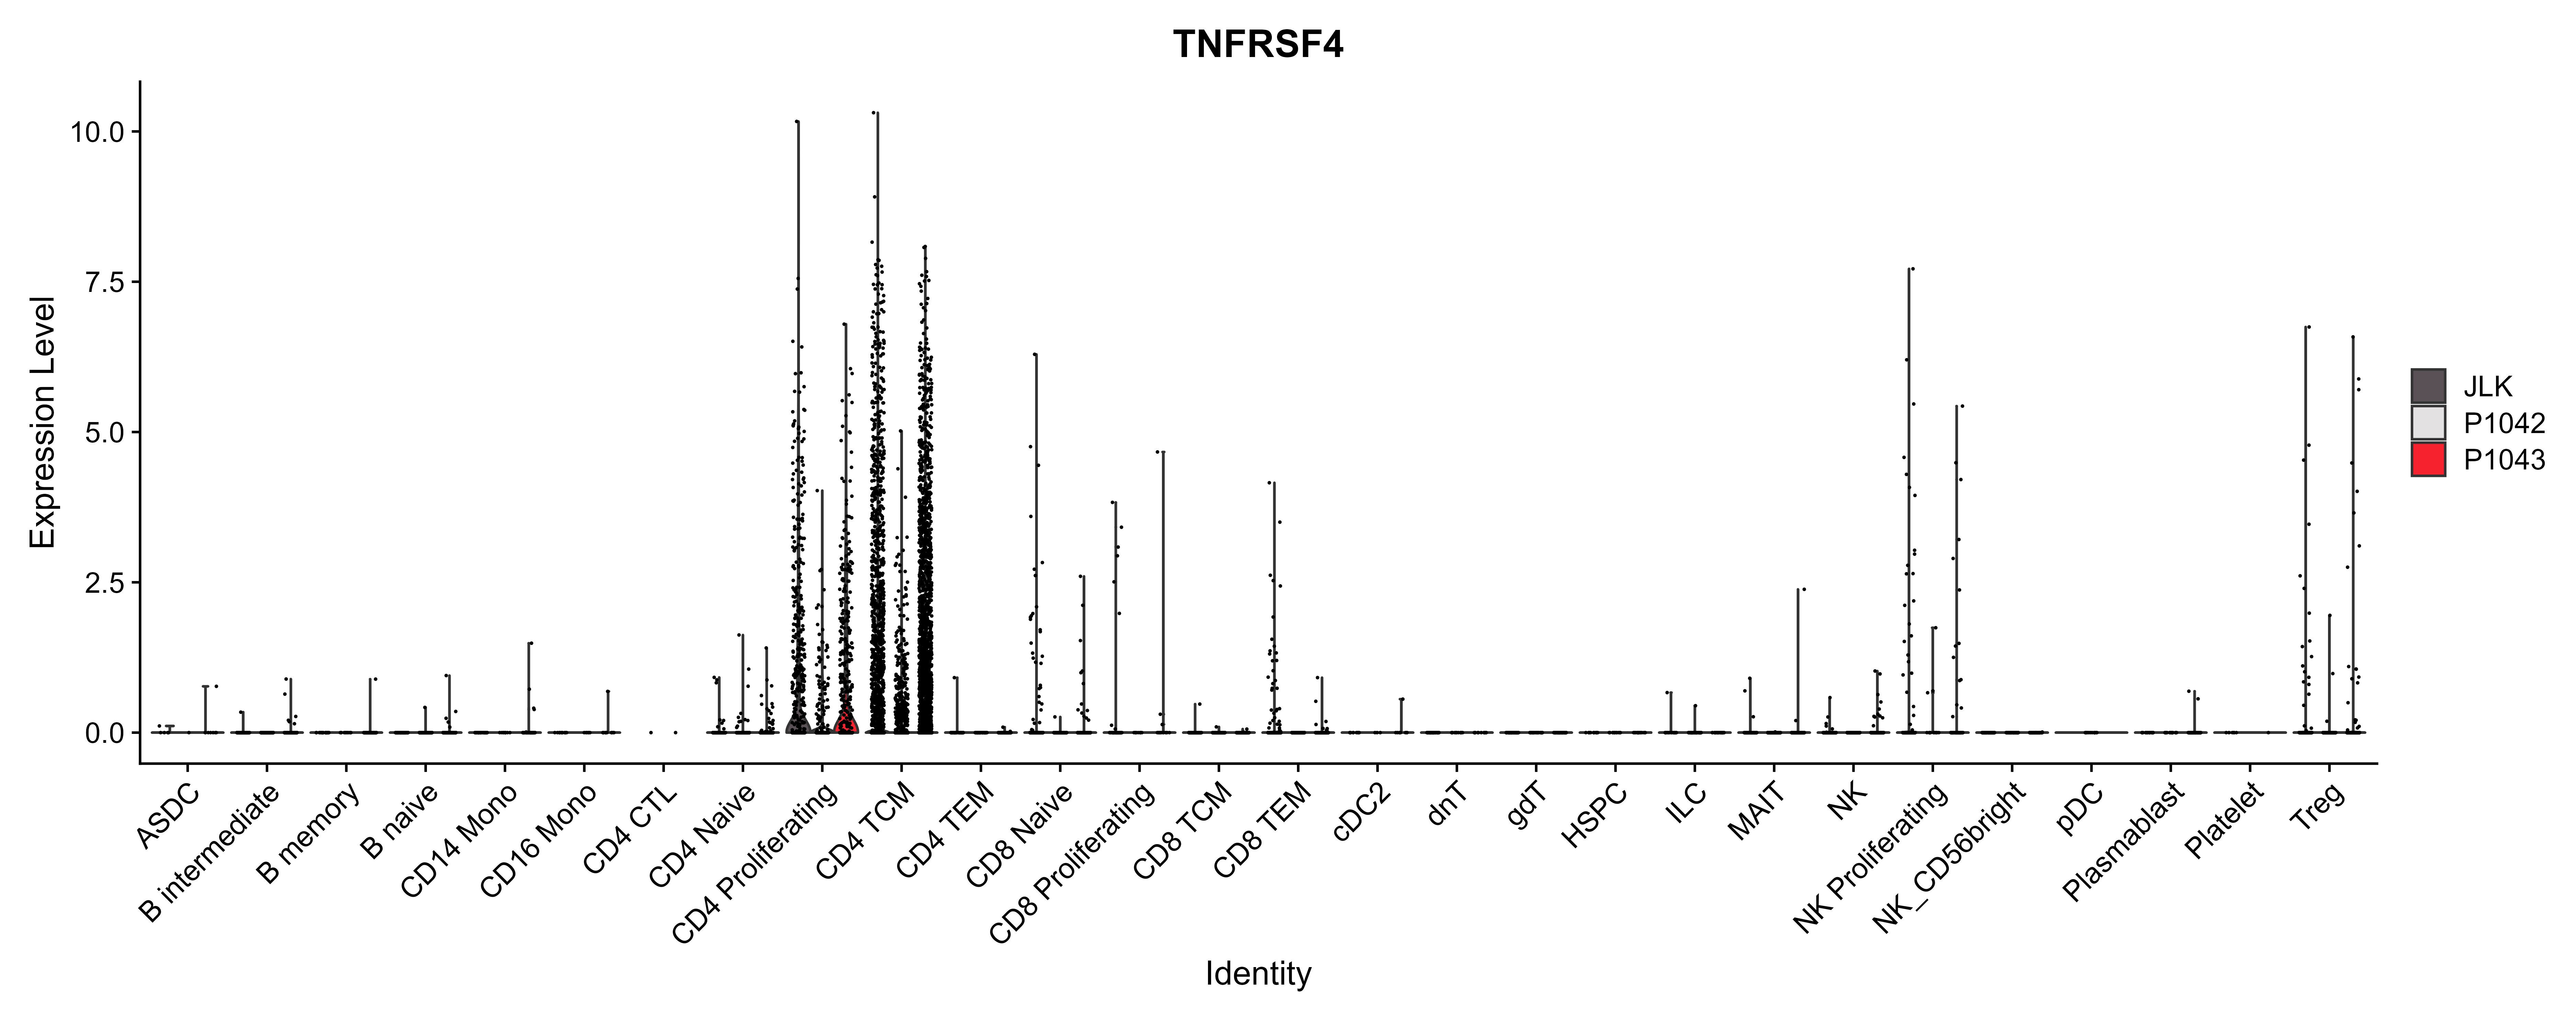 TNFRSF4
Expression Level
10.0
7.5
5.0
2.5
0.0
JLK
P1042
P1043
ASDC
B intermediate
B memory
B naive
CD14 Mono
CD16 Mono
CD4 CTL
CD4 Naive
CD4 Proliferating
CD4 TCM
CD4 TEM
CD8 Naive
CD8 Proliferating
CD8 TCM
CD8 TEM
cDC2
dnT
gdT
HSPC
ILC
MAIT
NK
NK Proliferating
NK_CD56bright
pDC
Plasmablast
Platelet
Treg
Identity